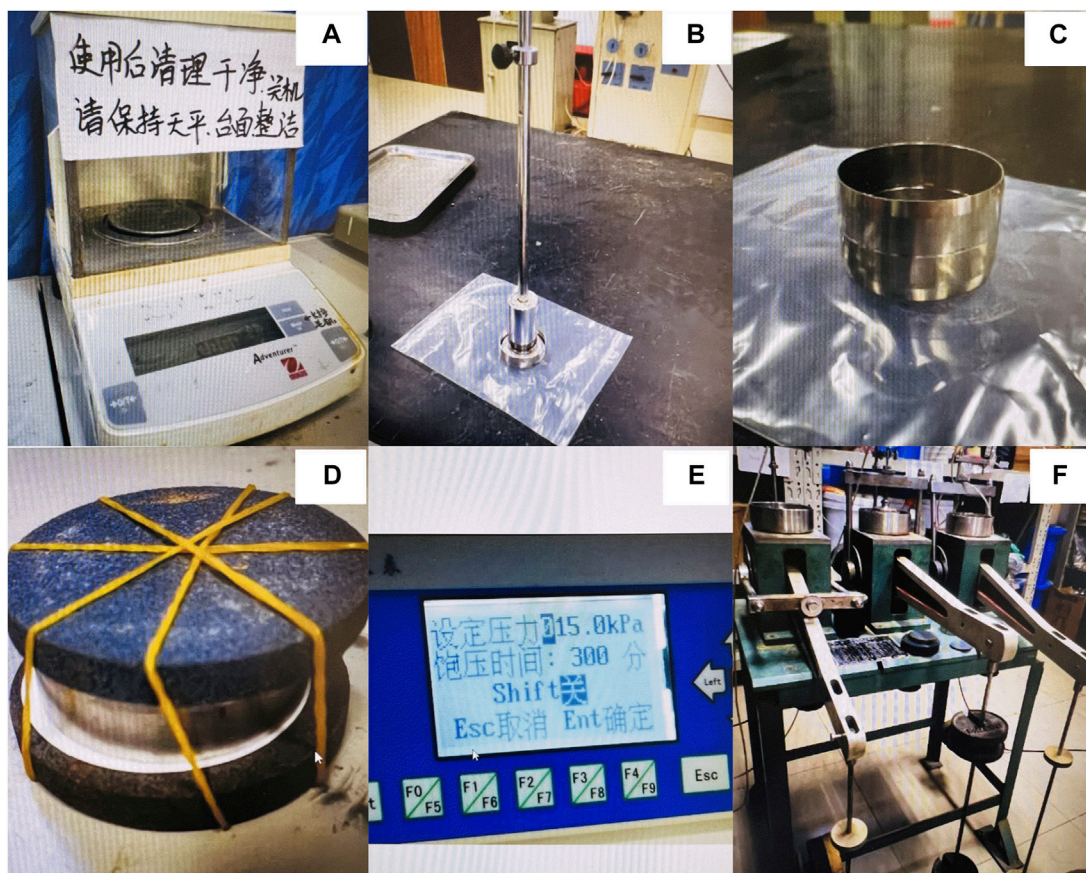 A
使用后清理干净.关机
请保持天平.台面.整洁
Adventurer™
→O/T←
B
C
D
E
设定压力015.0kPa
饱压时间: 300 分
Shift关
Esc取消 Ent确定
Left
F0
F5
F1
F6
F2
F7
F3
F8
F4
F9
Esc
F